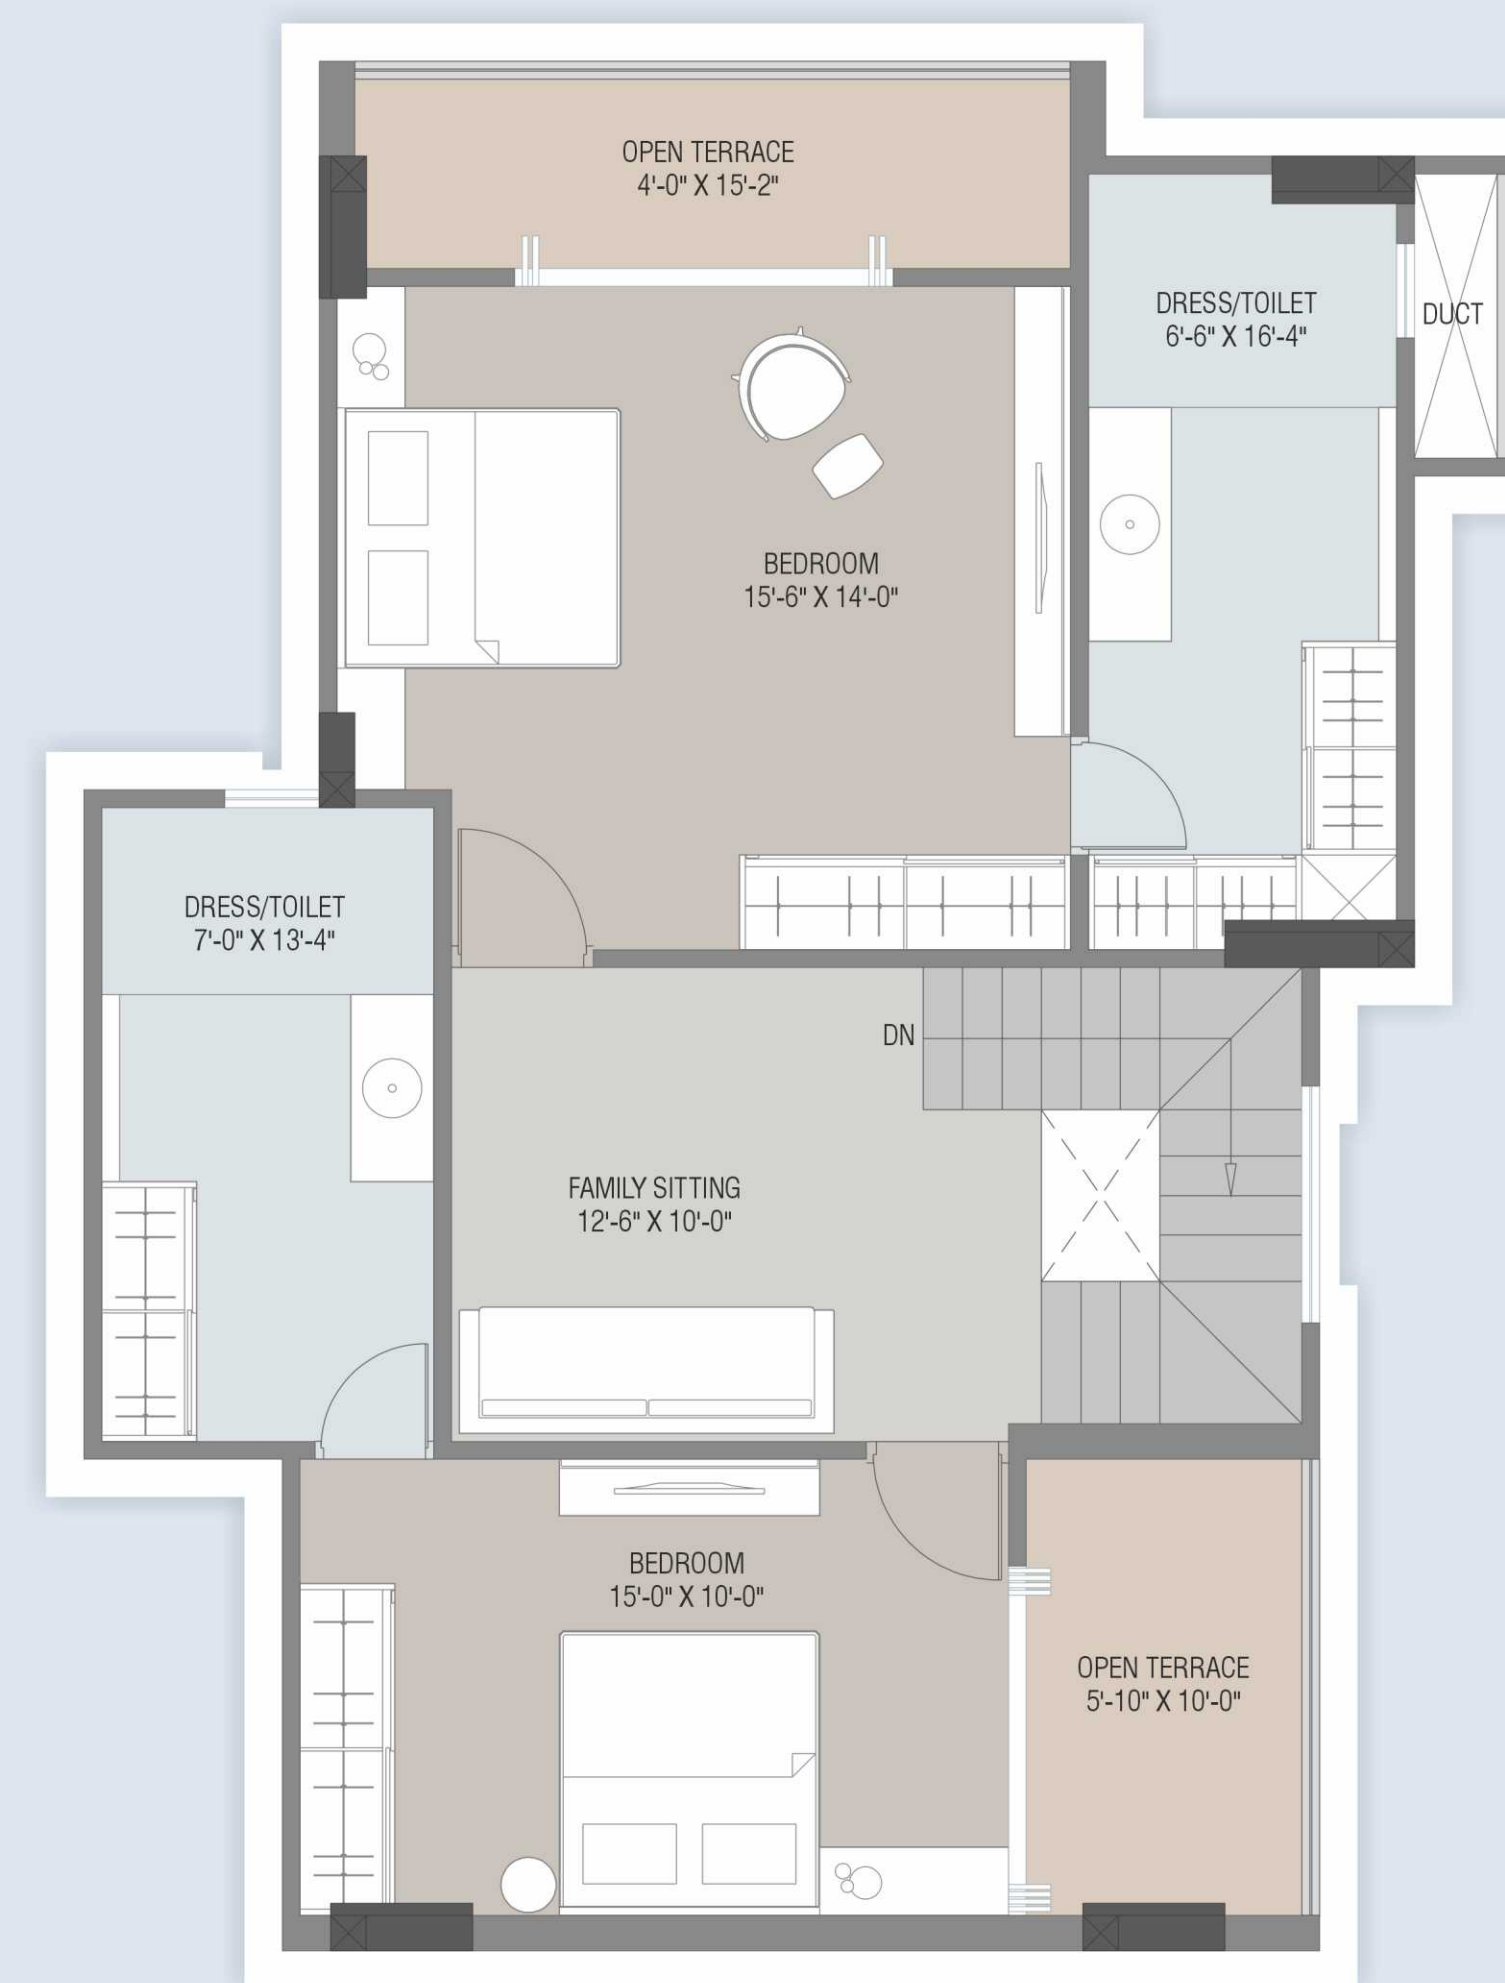 OPEN TERRACE
4'-0" X 15'-2"
DRESS/TOILET
6'-6" X 16'-4"
DUCT
BEDROOM
15'-6" X 14'-0"
DRESS/TOILET
7'-0" X 13'-4"
DN
FAMILY SITTING
12'-6" X 10'-0"
BEDROOM
15'-0" X 10'-0"
OPEN TERRACE
5'-10" X 10'-0"